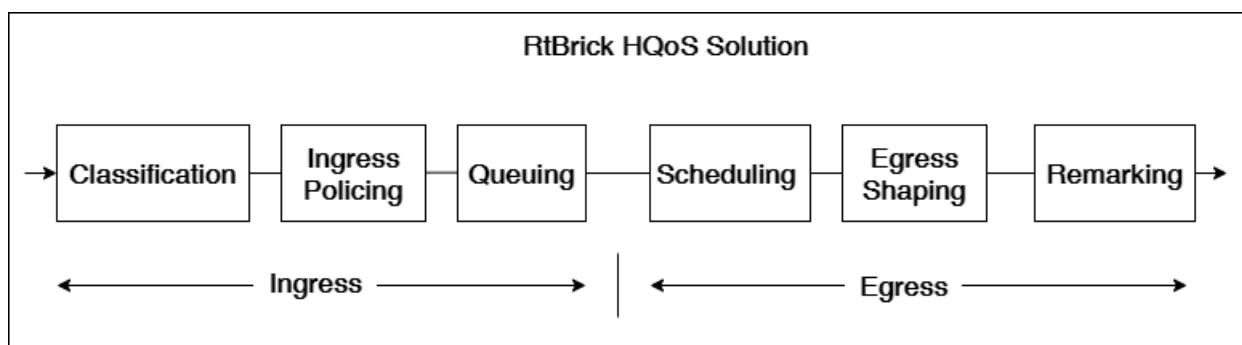 RtBrick HQoS Solution
Classification
Ingress
Policing
Queuing
Scheduling
Egress
Shaping
Remarking
Ingress
Egress